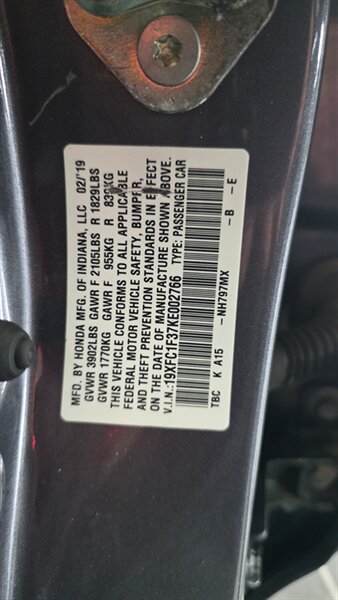 MFD. BY HONDA MFG. OF INDIANA, LLC 02/'19
GVWR 3902LBS GAWR F 2105LBS R 1829LBS
GVWR 1770KG GAWR F 955KG R 830KG
THIS VEHICLE CONFORMS TO ALL APPLICABLE
FEDERAL MOTOR VEHICLE SAFETY, BUMPER,
AND THEFT PREVENTION STANDARDS IN EFFECT
ON THE DATE OF MANUFACTURE SHOWN ABOVE.
V.I.N.:19XFC1F37KE002766 TYPE: PASSENGER CAR
TBC K A15 -NH797MX -B -E